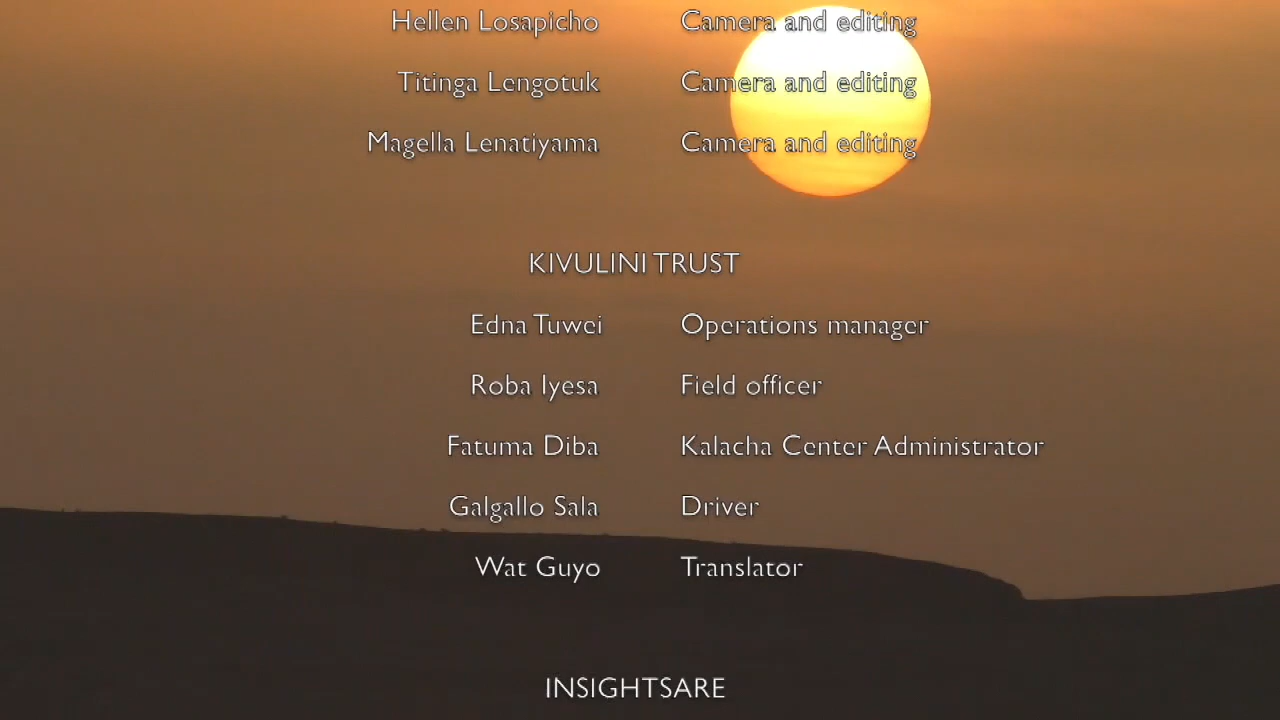 Hellen Losapicho Camera and editing
Titinga Lengotuk Camera and editing
Magella Lenatiyama Camera and editing
KIVULINI TRUST
Edna Tuwei Operations manager
Roba Iyesa Field officer
Fatuma Diba Kalacha Center Administrator
Galgallo Sala Driver
Wat Guyo Translator
INSIGHTSARE